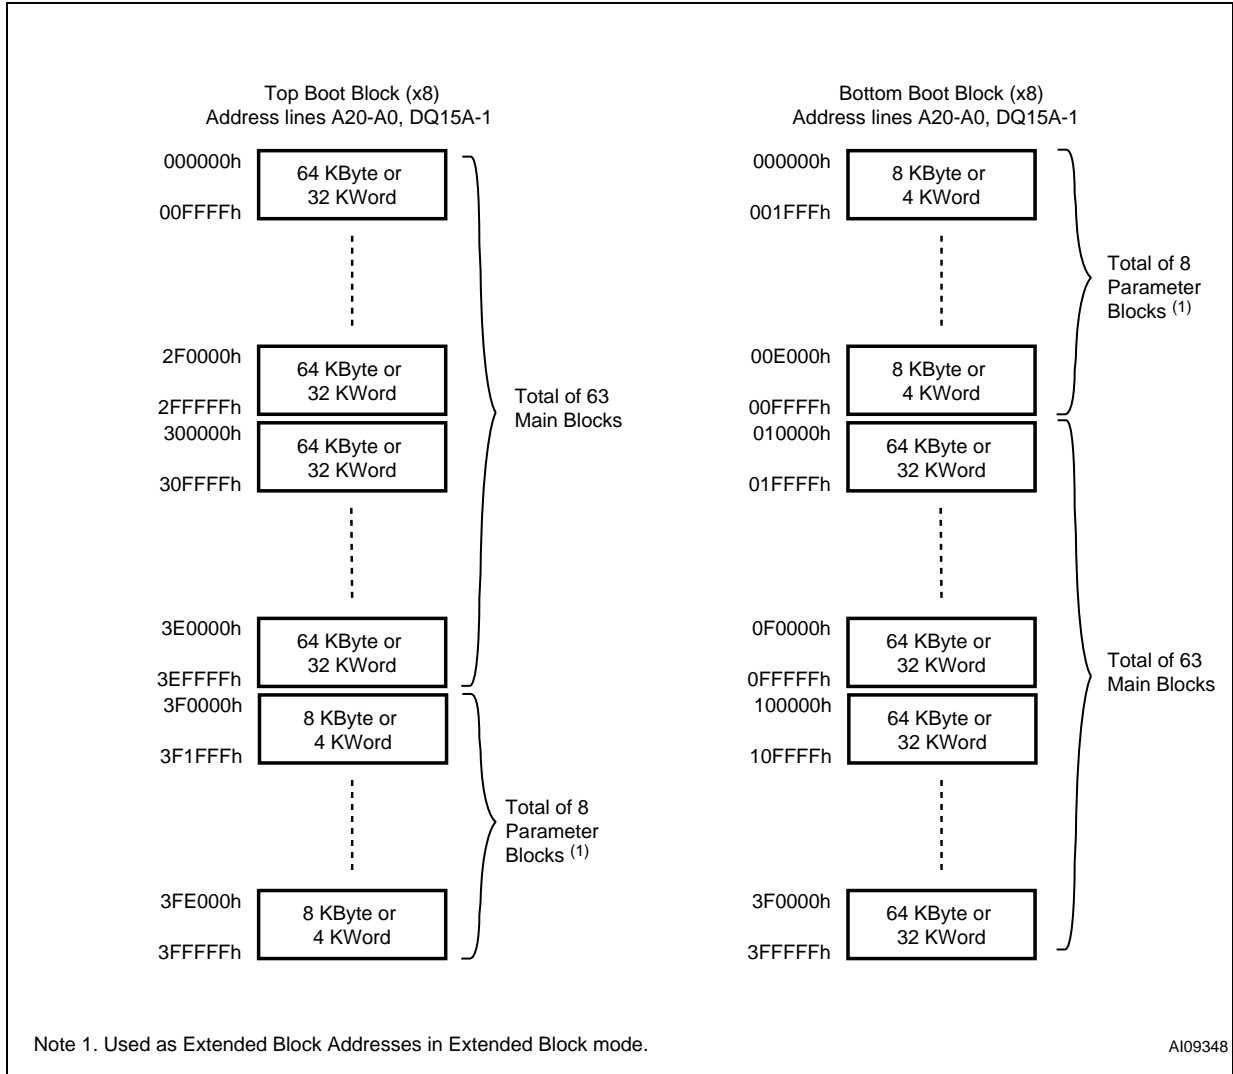 Top Boot Block (x8)
Address lines A20-A0, DQ15A-1
000000h
64 KByte or
32 KWord
00FFFFh
2F0000h
64 KByte or
32 KWord
2FFFFFh
300000h
64 KByte or
32 KWord
30FFFFh
Total of 63
Main Blocks
3E0000h
64 KByte or
32 KWord
3EFFFFh
3F0000h
8 KByte or
4 KWord
3F1FFFh
Total of 8
Parameter
Blocks (1)
3FE000h
8 KByte or
4 KWord
3FFFFFh
Bottom Boot Block (x8)
Address lines A20-A0, DQ15A-1
000000h
8 KByte or
4 KWord
001FFFh
Total of 8
Parameter
Blocks (1)
00E000h
8 KByte or
4 KWord
00FFFFh
010000h
64 KByte or
32 KWord
01FFFFh
0F0000h
64 KByte or
32 KWord
0FFFFFh
Total of 63
Main Blocks
100000h
64 KByte or
32 KWord
10FFFFh
3F0000h
64 KByte or
32 KWord
3FFFFFh
Note 1. Used as Extended Block Addresses in Extended Block mode.
AI09348